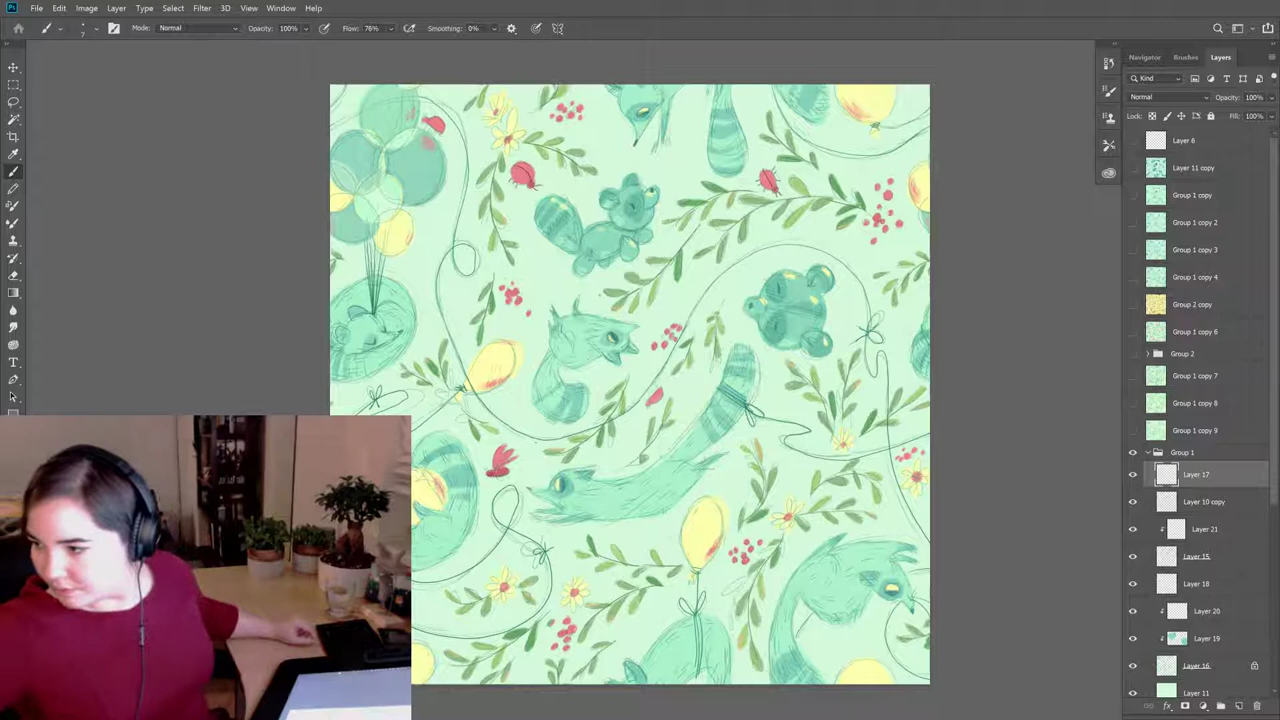 Ps File Edit Image Layer Type Select Filter 3D View Window Help
7 Mode: Normal Opacity: 100% Flow: 76% Smoothing: 0%
Navigator Brushes Layers
Kind
Normal Opacity: 100%
Lock: Fill: 100%
Layer 6
Layer 11 copy
Group 1 copy
Group 1 copy 2
Group 1 copy 3
Group 1 copy 4
Group 2 copy
Group 1 copy 6
Group 2
Group 1 copy 7
Group 1 copy 8
Group 1 copy 9
Group 1
Layer 17
Layer 10 copy
Layer 21
Layer 15
Layer 18
Layer 20
Layer 19
Layer 16
Layer 11